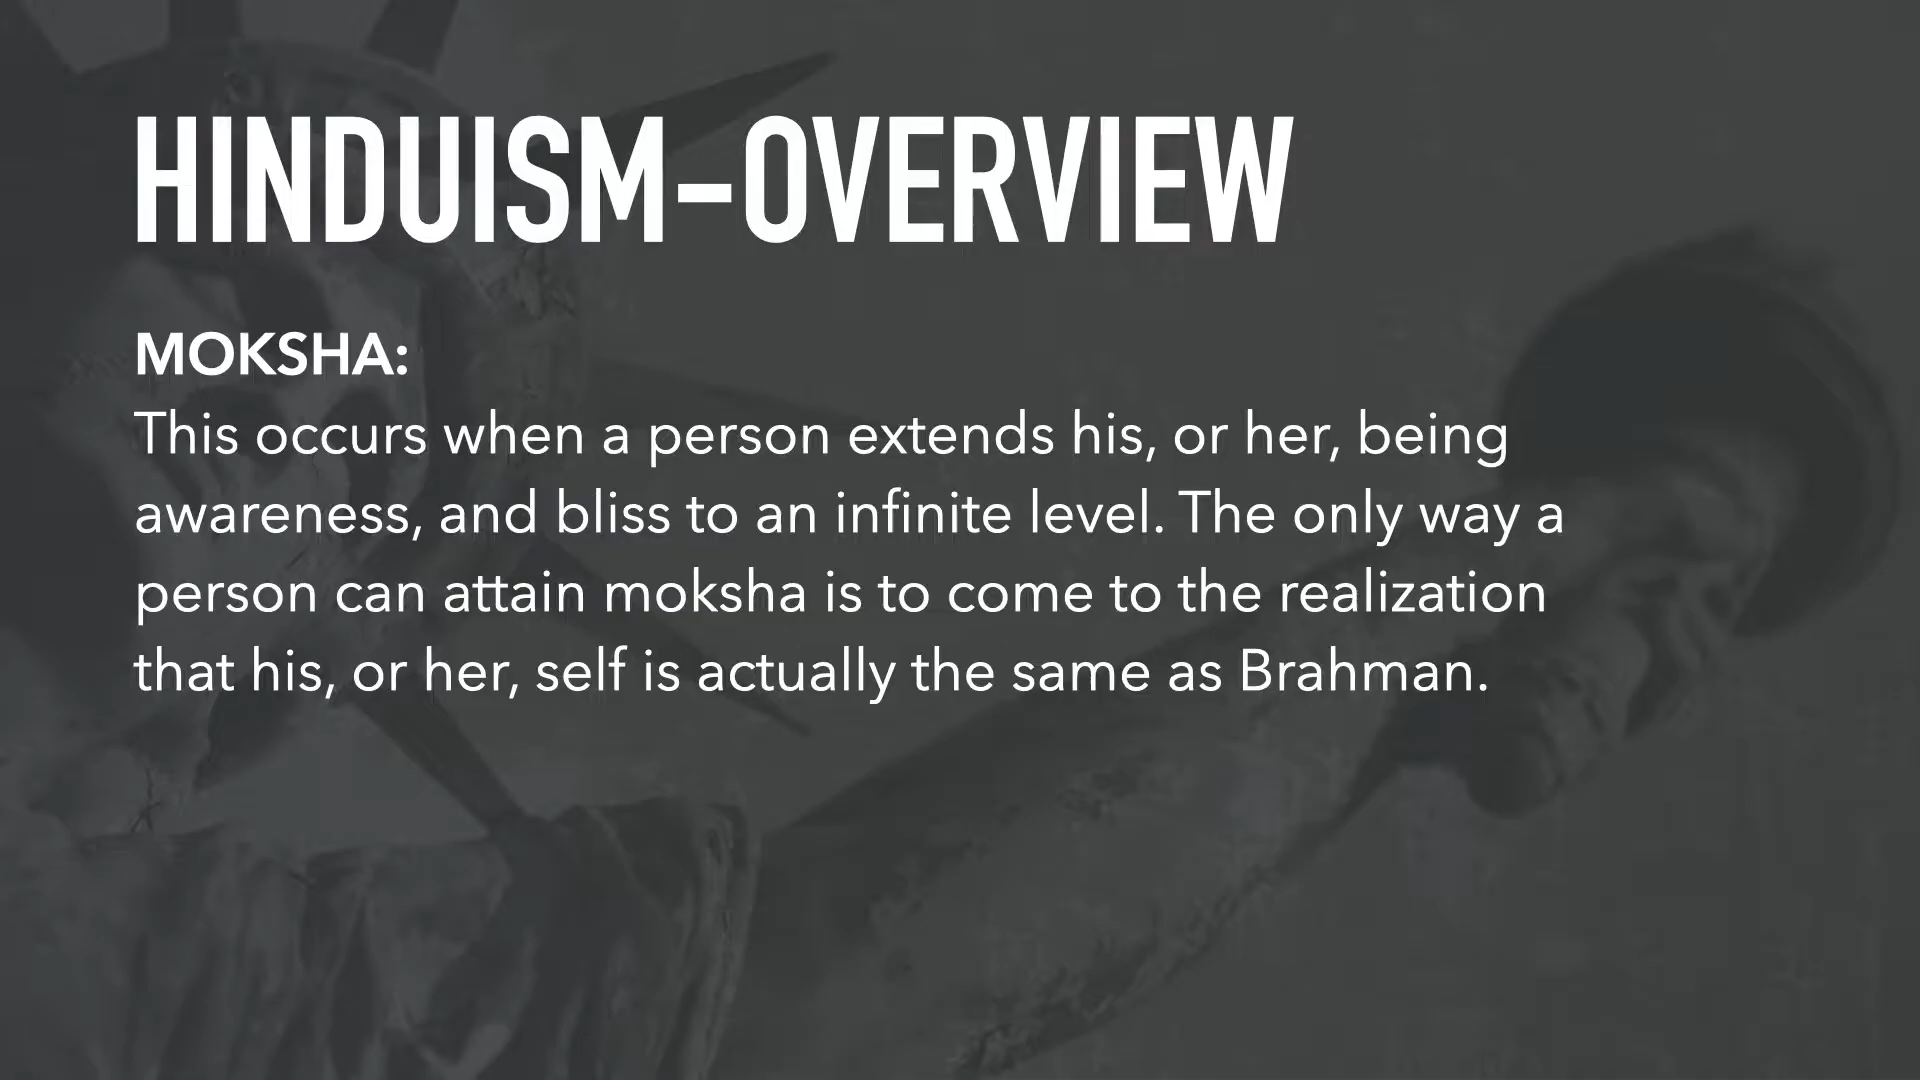 HINDUISM-OVERVIEW
MOKSHA:
This occurs when a person extends his, or her, being
awareness, and bliss to an infinite level. The only way a
person can attain moksha is to come to the realization
that his, or her, self is actually the same as Brahman.